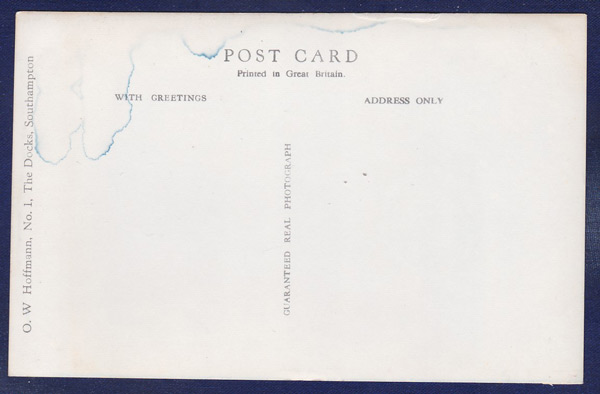 POST CARD
Printed in Great Britain.
WITH GREETINGS
ADDRESS ONLY
GUARANTEED REAL PHOTOGRAPH
O. W Hoffmann, No. 1, The Docks, Southampton